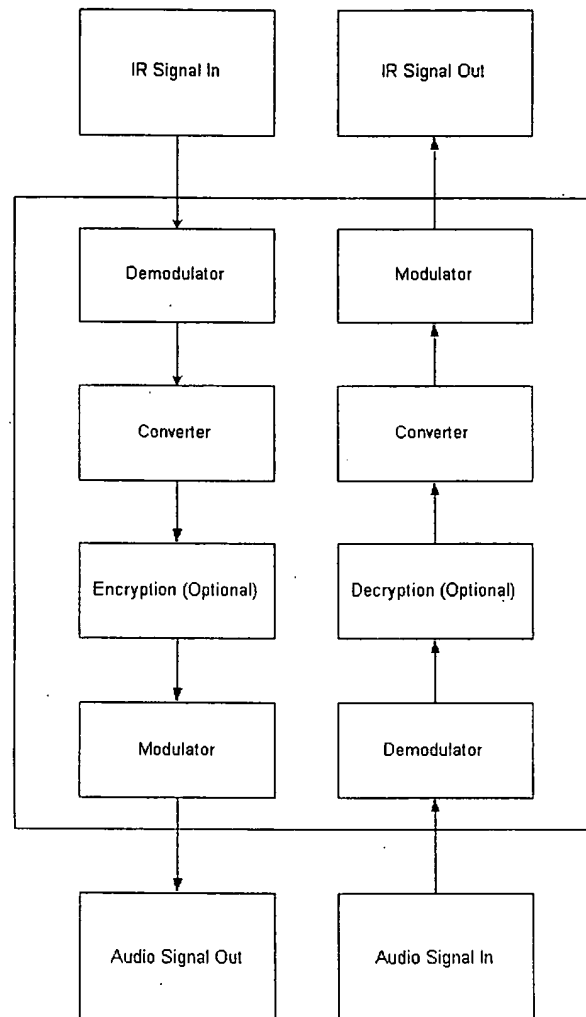 IR Signal In
IR Signal Out
Demodulator
Modulator
Converter
Converter
Encryption (Optional)
Decryption (Optional)
Modulator
Demodulator
Audio Signal Out
Audio Signal In